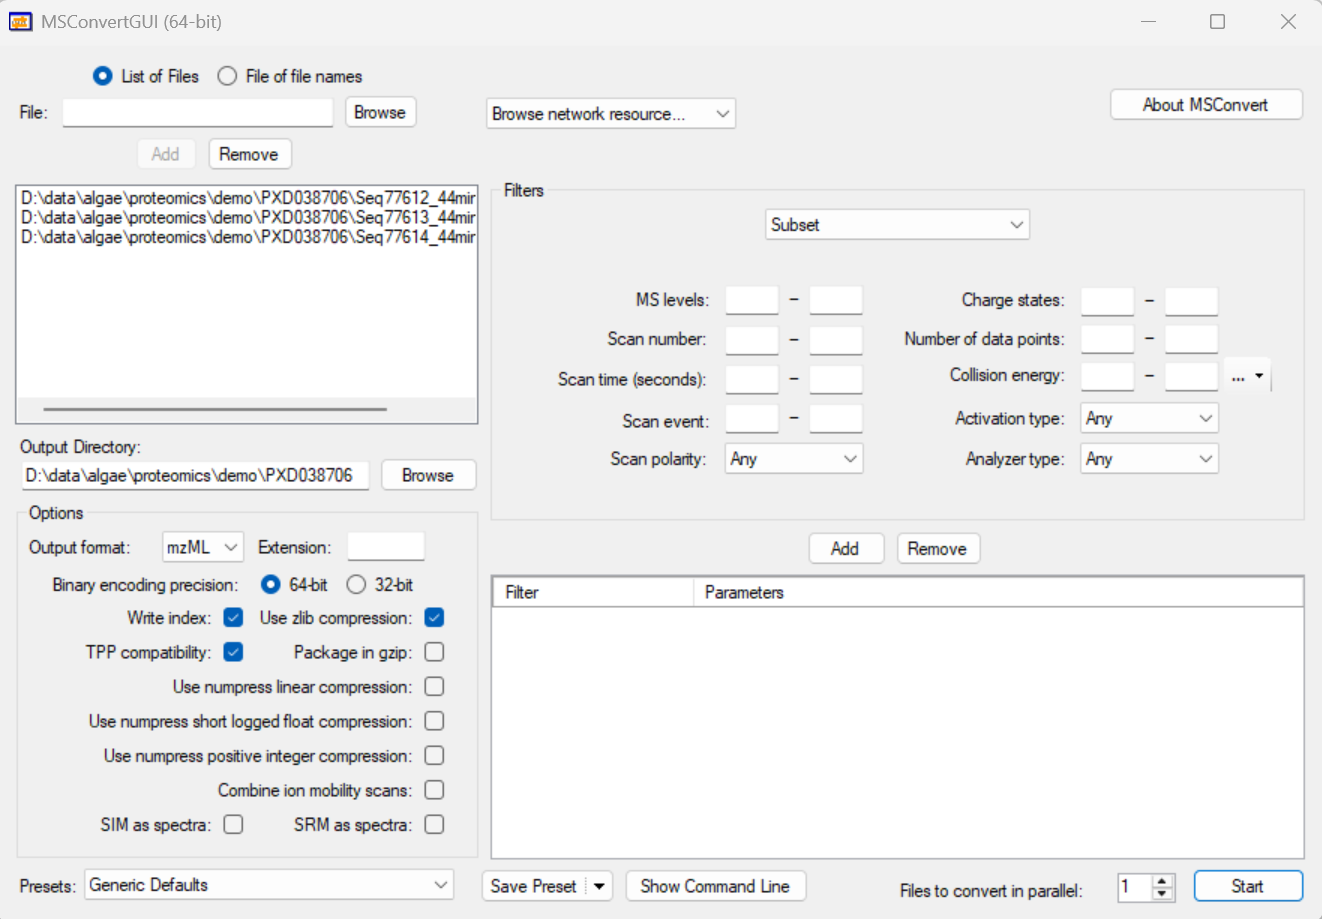 MSConvertGUI (64-bit)
List of Files File of file names
File: Browse Browse network resource... About MSConvert
Add Remove
D:\data\algae\proteomics\demo\PXD038706\Seq77612_44mir
D:\data\algae\proteomics\demo\PXD038706\Seq77613_44mir
D:\data\algae\proteomics\demo\PXD038706\Seq77614_44mir
Output Directory:
D:\data\algae\proteomics\demo\PXD038706 Browse
Options
Output format: mzML Extension:
Binary encoding precision: 64-bit 32-bit
Write index: Use zlib compression:
TPP compatibility: Package in gzip:
Use numpress linear compression:
Use numpress short logged float compression:
Use numpress positive integer compression:
Combine ion mobility scans:
SIM as spectra: SRM as spectra:
Filters
Subset
MS levels: – Charge states: –
Scan number: – Number of data points: –
Scan time (seconds): – Collision energy: – ...
Scan event: – Activation type: Any
Scan polarity: Any Analyzer type: Any
Add Remove
Filter Parameters
Presets: Generic Defaults Save Preset Show Command Line Files to convert in parallel: 1 Start